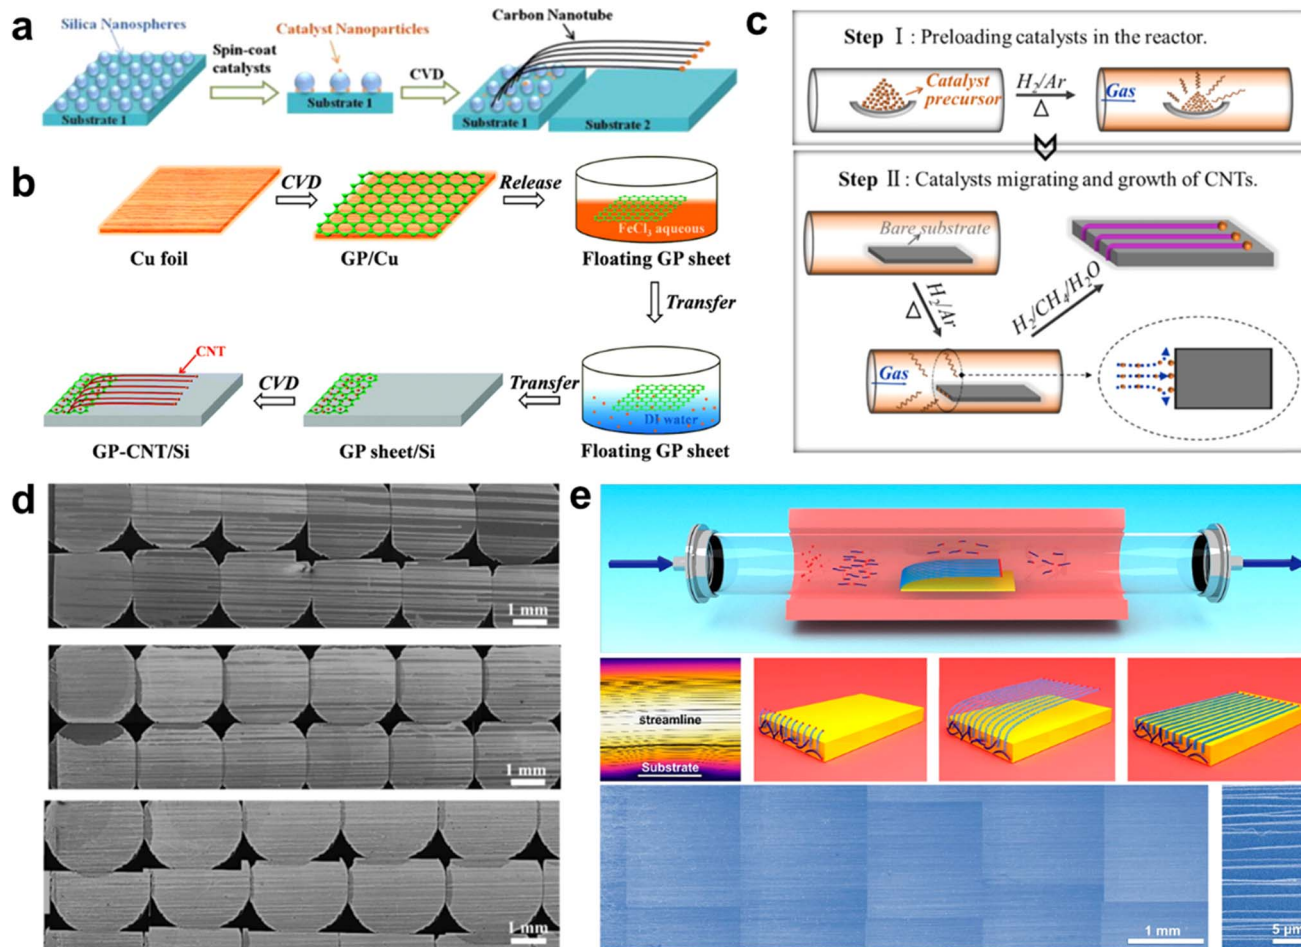 a
Silica Nanospheres
Spin-coat
catalysts
Catalyst Nanoparticles
CVD
Carbon Nanotube
Substrate 1
Substrate 1
Substrate 1
Substrate 2
b
CVD
Release
FeCl3 aqueous
Cu foil
GP/Cu
Floating GP sheet
Transfer
CNT
CVD
Transfer
DI water
GP-CNT/Si
GP sheet/Si
Floating GP sheet
c
Step Ⅰ: Preloading catalysts in the reactor.
Catalyst
precursor
H2/Ar
△
Gas
Step Ⅱ: Catalysts migrating and growth of CNTs.
Bare substrate
△
H2/Ar
H2/CH4/H2O
Gas
d
1 mm
1 mm
1 mm
e
streamline
Substrate
1 mm
5 μm